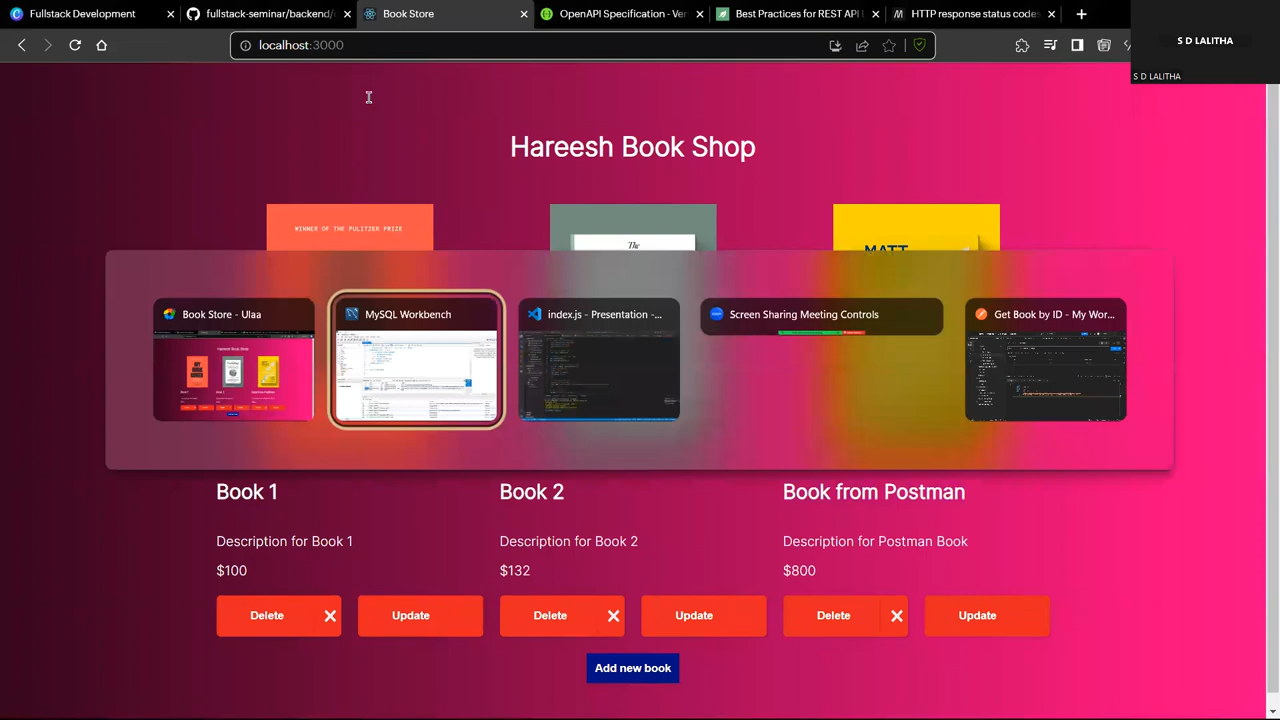 Fullstack Development
fullstack-seminar/backend/
Book Store
OpenAPI Specification - Ver
Best Practices for REST API
HTTP response status codes
localhost:3000
S D LALITHA
S D LALITHA
Hareesh Book Shop
WINNER OF THE PULITZER PRIZE
The
MATT
Book Store - Ulaa
MySQL Workbench
index.js - Presentation -...
Screen Sharing Meeting Controls
Get Book by ID - My Wor...
Book 1
Book 2
Book from Postman
Description for Book 1
Description for Book 2
Description for Postman Book
$100
$132
$800
Delete
Update
Delete
Update
Delete
Update
Add new book